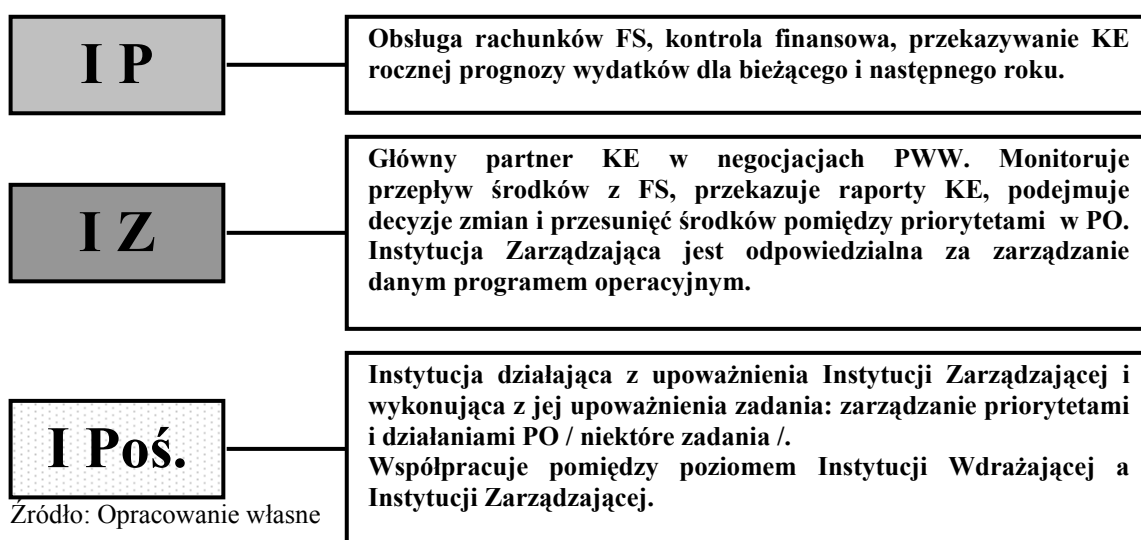 I P
Obsługa rachunków FS, kontrola finansowa, przekazywanie KE
rocznej prognozy wydatków dla bieżącego i następnego roku.
I Z
Główny partner KE w negocjacjach PWW. Monitoruje
przepływ środków z FS, przekazuje raporty KE, podejmuje
decyzje zmian i przesunięć środków pomiędzy priorytetami w PO.
Instytucja Zarządzająca jest odpowiedzialna za zarządzanie
danym programem operacyjnym.
I Poś.
Instytucja działająca z upoważnienia Instytucji Zarządzającej i
wykonująca z jej upoważnienia zadania: zarządzanie priorytetami
i działaniami PO / niektóre zadania /.
Współpracuje pomiędzy poziomem Instytucji Wdrażającej a
Instytucji Zarządzającej.
Źródło: Opracowanie własne